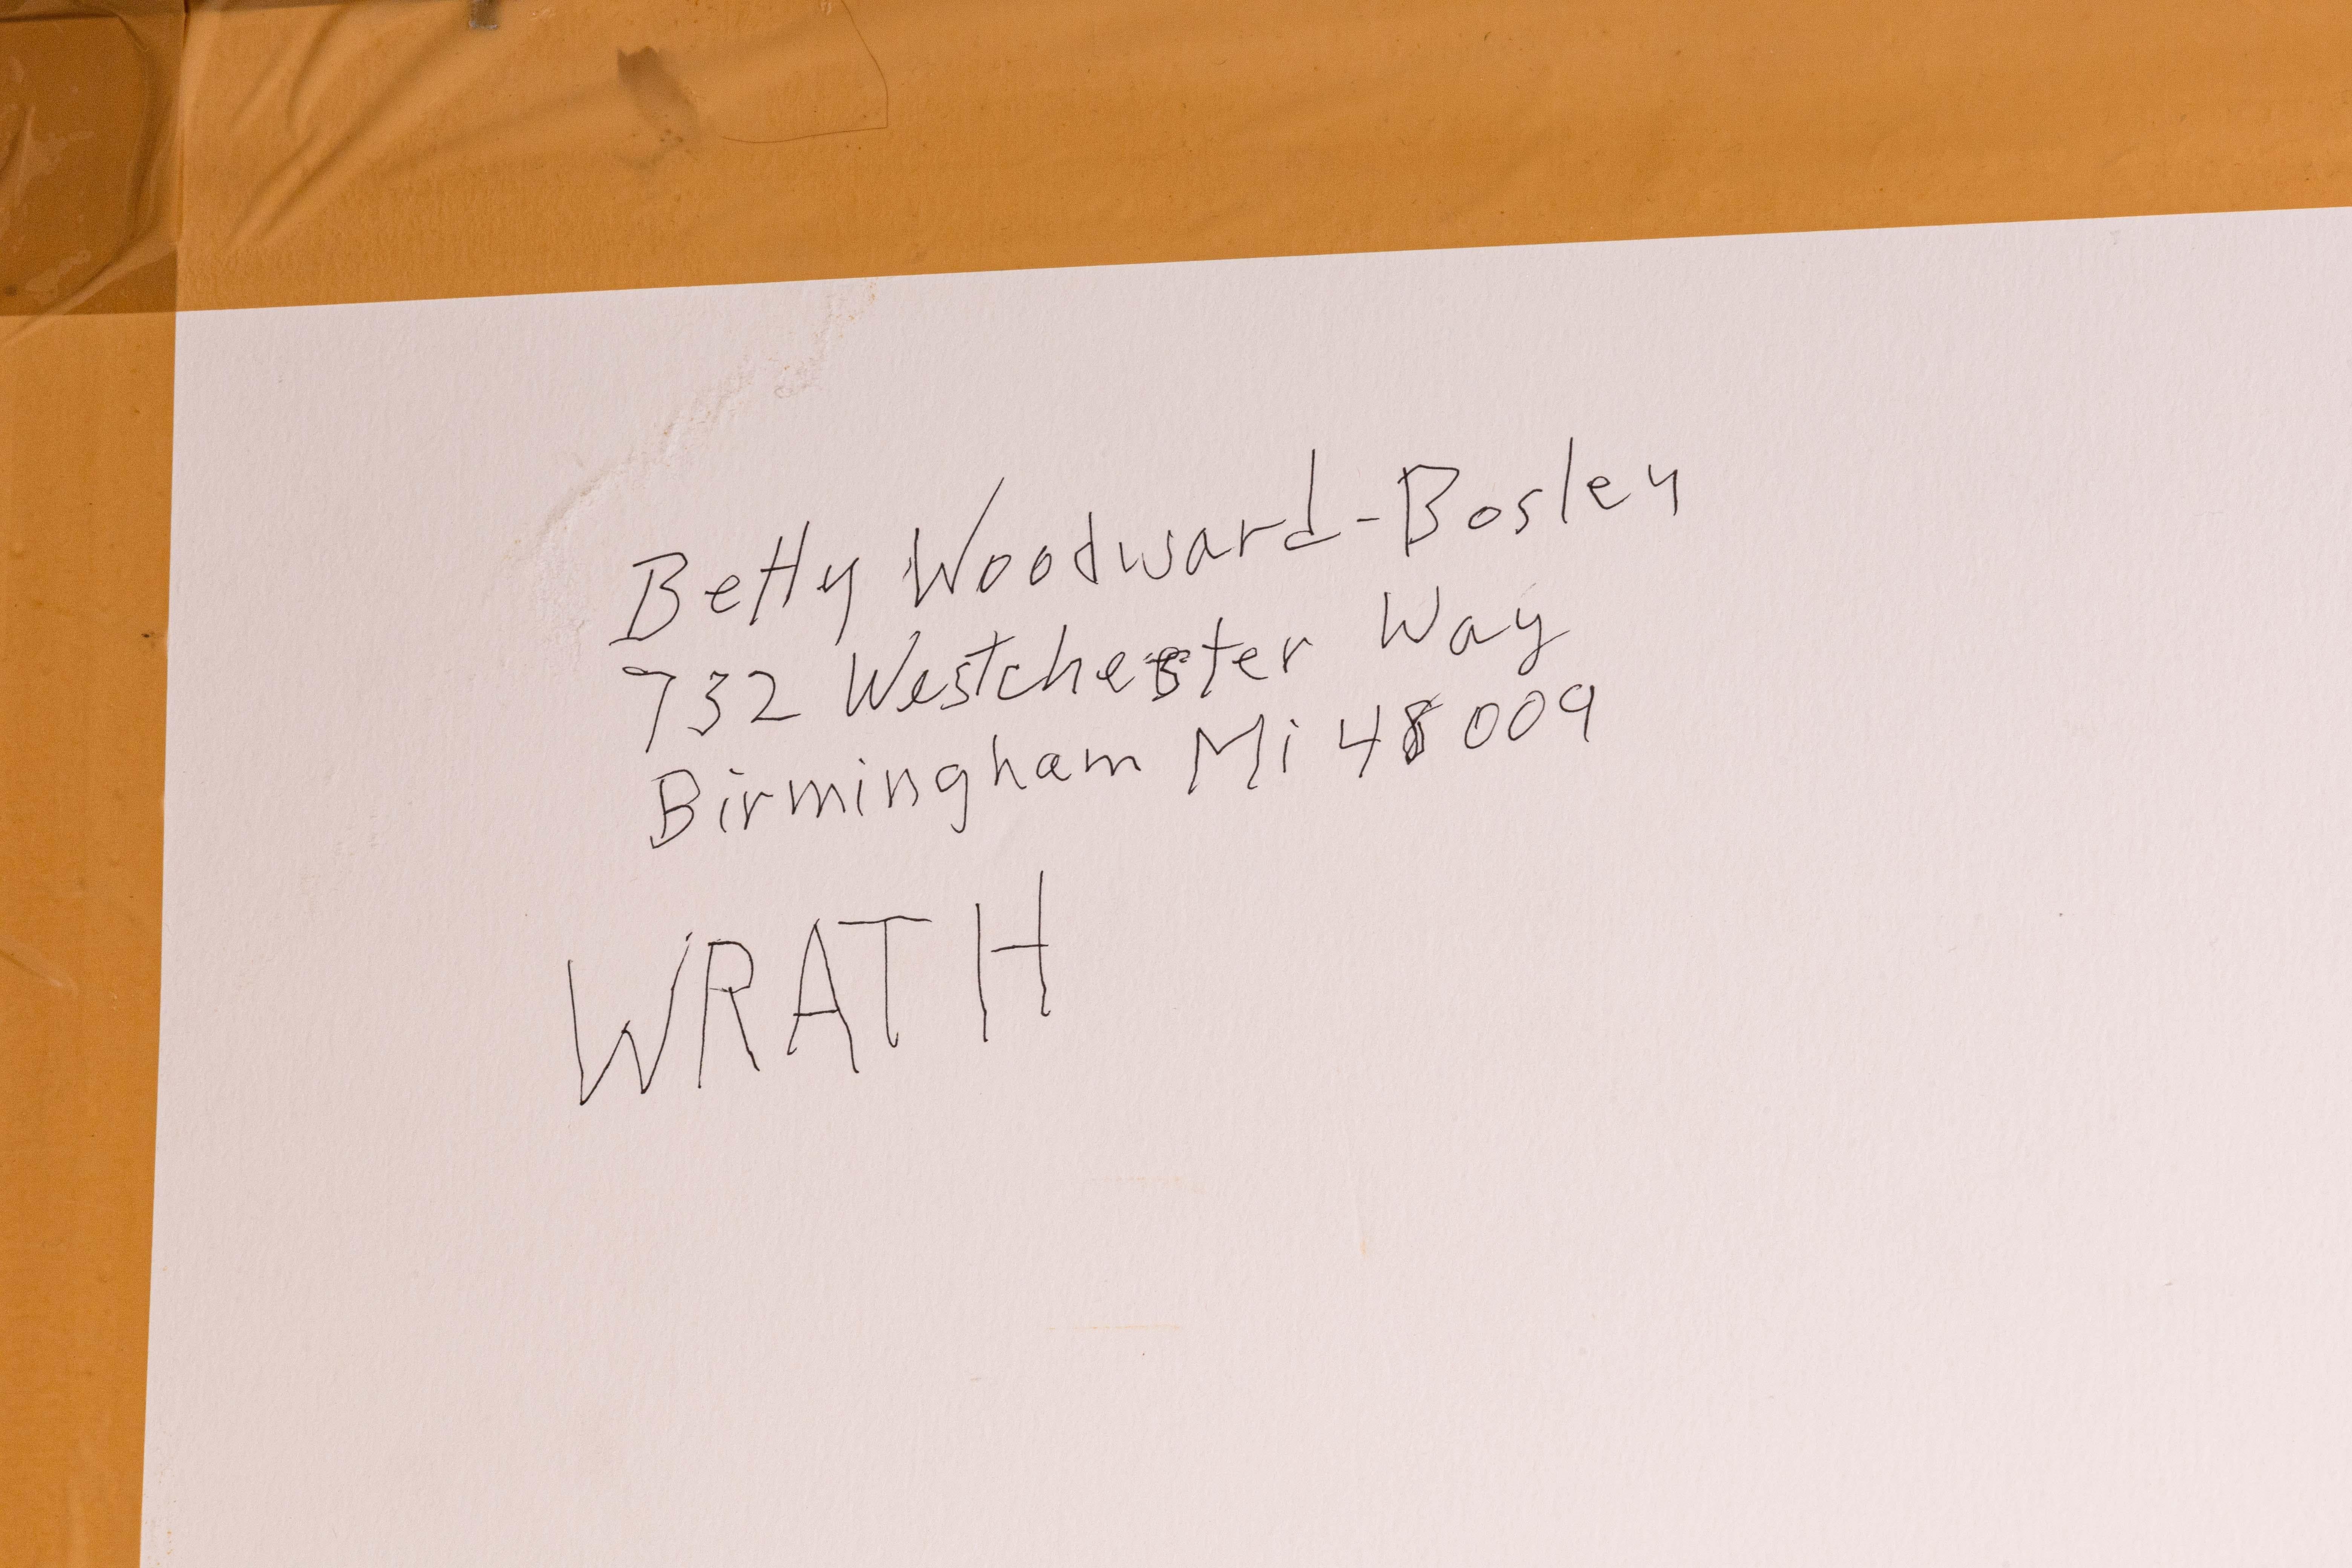 Betty Woodward-Bosley
732 Westchester Way
Birmingham Mi 48009
WRATH